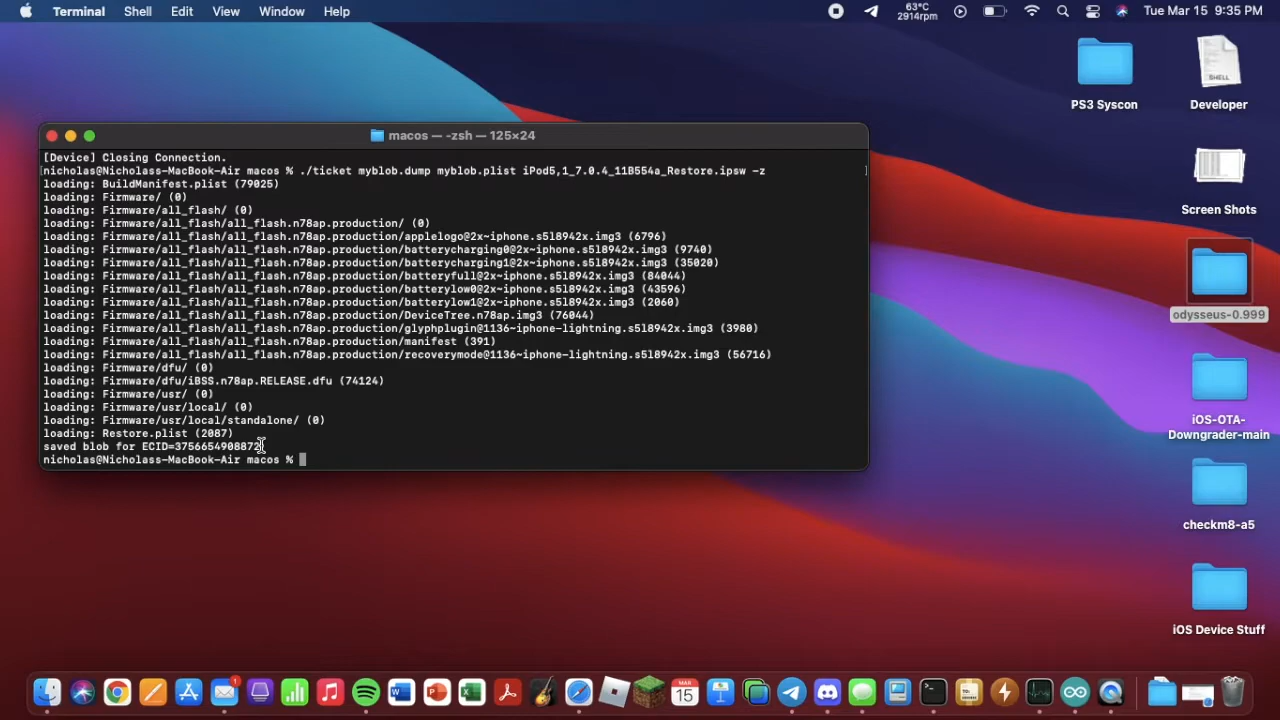 Terminal Shell Edit View Window Help 63°C 2914rpm Tue Mar 15 9:35 PM
PS3 Syscon
SHELL
Developer
macos — -zsh — 125×24
[Device] Closing Connection.
[nicholas@Nicholass-MacBook-Air macos % ./ticket myblob.dump myblob.plist iPod5,1_7.0.4_11B554a_Restore.ipsw -z ]
loading: BuildManifest.plist (79025)
loading: Firmware/ (0)
loading: Firmware/all_flash/ (0)
loading: Firmware/all_flash/all_flash.n78ap.production/ (0)
loading: Firmware/all_flash/all_flash.n78ap.production/applelogo@2x~iphone.s5l8942x.img3 (6796)
loading: Firmware/all_flash/all_flash.n78ap.production/batterycharging0@2x~iphone.s5l8942x.img3 (9740)
loading: Firmware/all_flash/all_flash.n78ap.production/batterycharging1@2x~iphone.s5l8942x.img3 (35020)
loading: Firmware/all_flash/all_flash.n78ap.production/batteryfull@2x~iphone.s5l8942x.img3 (84044)
loading: Firmware/all_flash/all_flash.n78ap.production/batterylow0@2x~iphone.s5l8942x.img3 (43596)
loading: Firmware/all_flash/all_flash.n78ap.production/batterylow1@2x~iphone.s5l8942x.img3 (2060)
loading: Firmware/all_flash/all_flash.n78ap.production/DeviceTree.n78ap.img3 (76044)
loading: Firmware/all_flash/all_flash.n78ap.production/glyphplugin@1136~iphone-lightning.s5l8942x.img3 (3980)
loading: Firmware/all_flash/all_flash.n78ap.production/manifest (391)
loading: Firmware/all_flash/all_flash.n78ap.production/recoverymode@1136~iphone-lightning.s5l8942x.img3 (56716)
loading: Firmware/dfu/ (0)
loading: Firmware/dfu/iBSS.n78ap.RELEASE.dfu (74124)
loading: Firmware/usr/ (0)
loading: Firmware/usr/local/ (0)
loading: Firmware/usr/local/standalone/ (0)
loading: Restore.plist (2087)
saved blob for ECID=3756654908872
nicholas@Nicholass-MacBook-Air macos %
Screen Shots
odysseus-0.999
iOS-OTA-
Downgrader-main
checkm8-a5
iOS Device Stuff
1
MAR
15